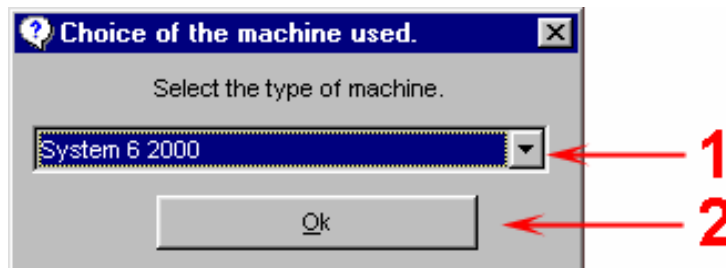 Choice of the machine used.
Select the type of machine.
System 6 2000
1
Ok
2